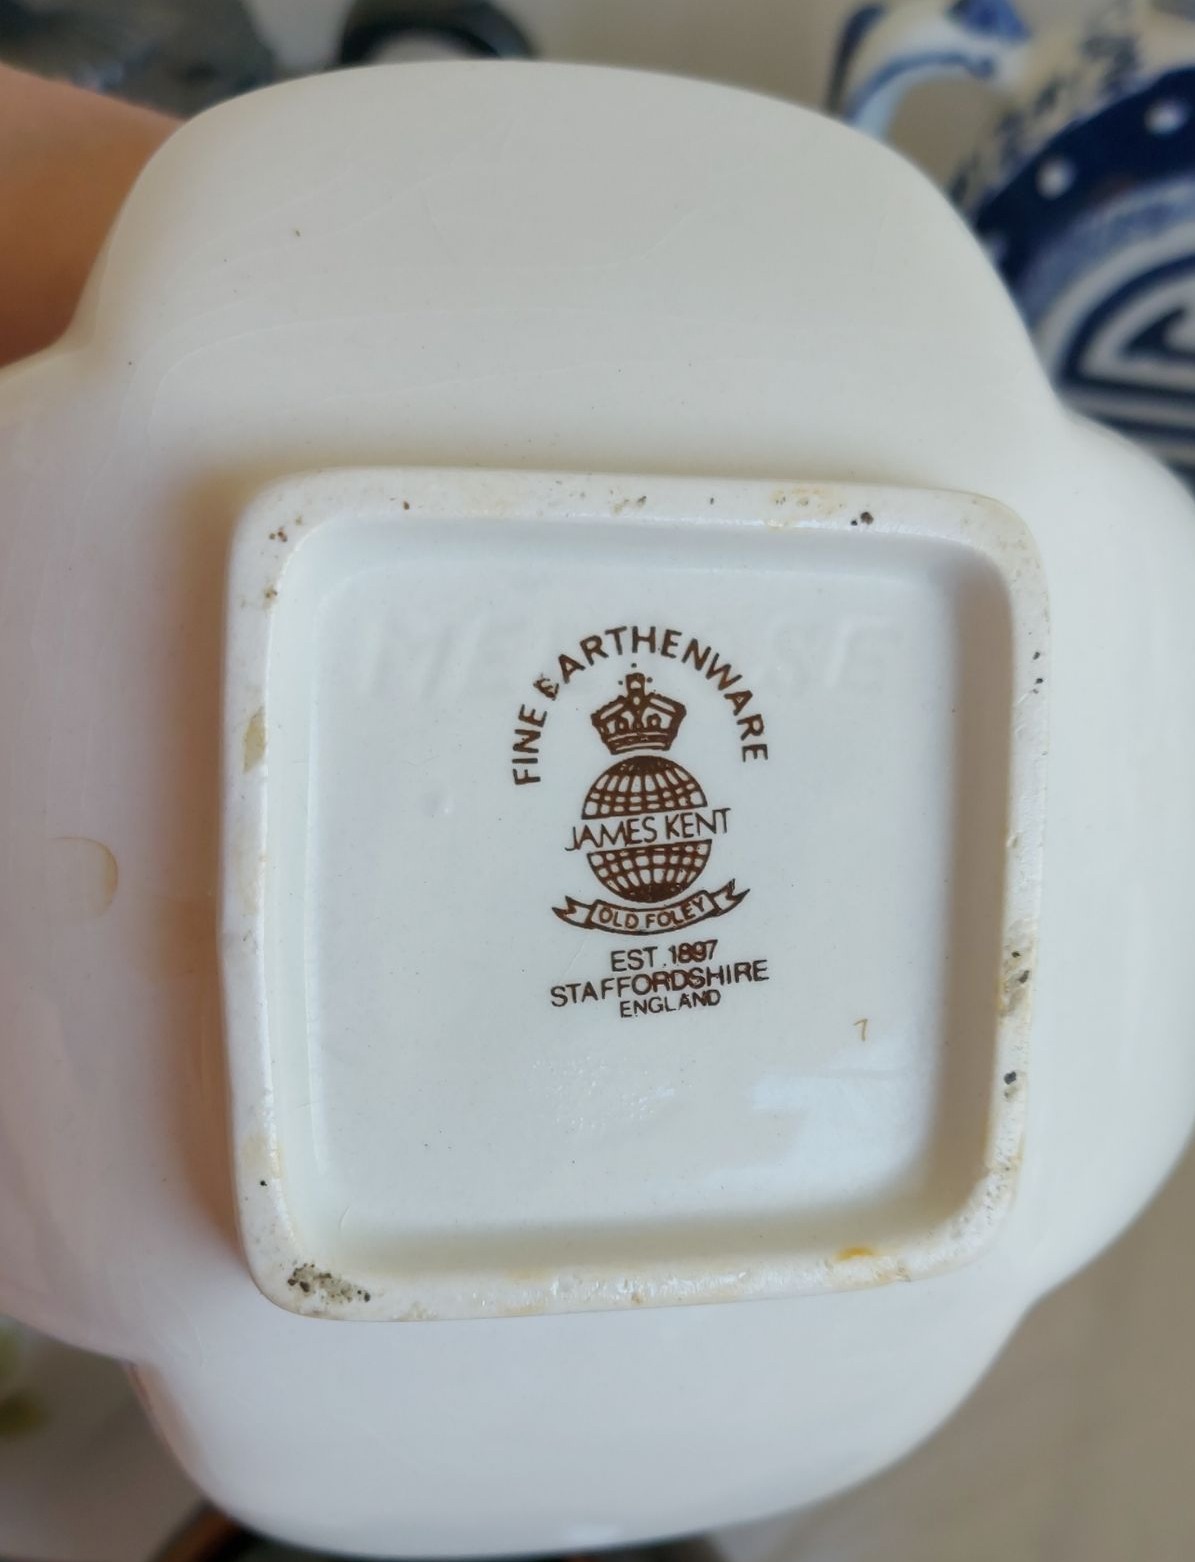 FINE EARTHENWARE
JAMES KENT
OLD FOLEY
EST. 1897
STAFFORDSHIRE
ENGLAND
7